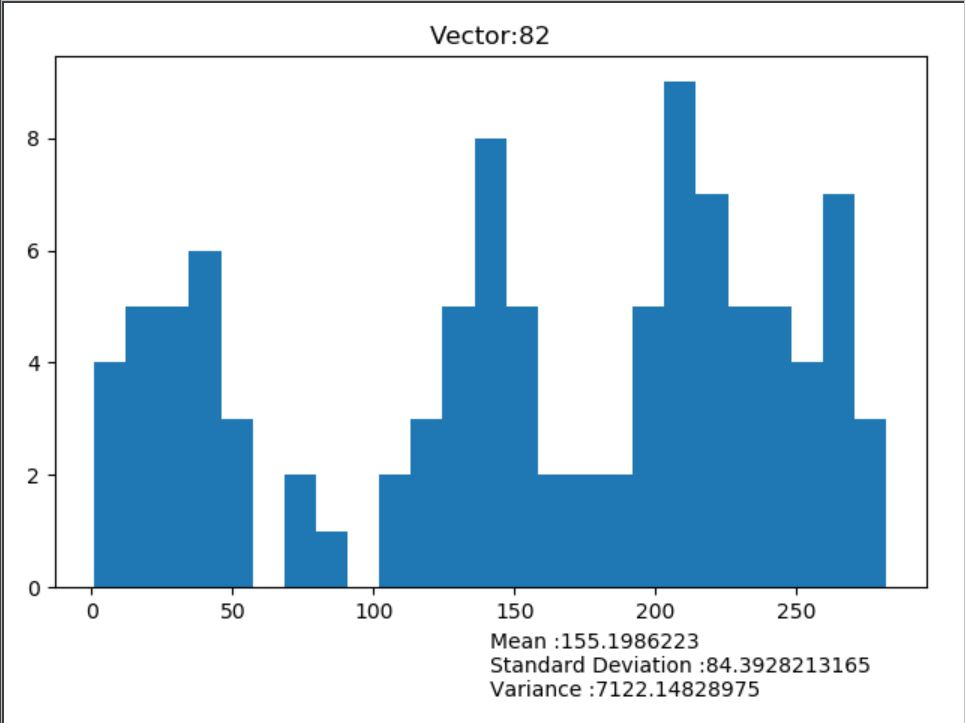 Vector:82
8
6
4
2
0
0 50 100 150 200 250
Mean :155.1986223
Standard Deviation :84.3928213165
Variance :7122.14828975